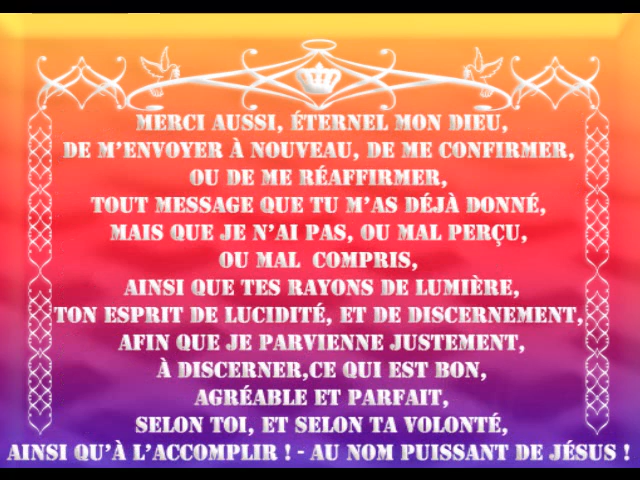 MERCI AUSSI, ÉTERNEL MON DIEU,
DE M'ENVOYER À NOUVEAU, DE ME CONFIRMER,
OU DE ME RÉAFFIRMER,
TOUT MESSAGE QUE TU M'AS DÉJÀ DONNÉ,
MAIS QUE JE N'AI PAS, OU MAL PERÇU,
OU MAL COMPRIS,
AINSI QUE TES RAYONS DE LUMIÈRE,
TON ESPRIT DE LUCIDITÉ, ET DE DISCERNEMENT,
AFIN QUE JE PARVIENNE JUSTEMENT,
À DISCERNER,CE QUI EST BON,
AGRÉABLE ET PARFAIT,
SELON TOI, ET SELON TA VOLONTÉ,
AINSI QU'À L'ACCOMPLIR ! - AU NOM PUISSANT DE JÉSUS !